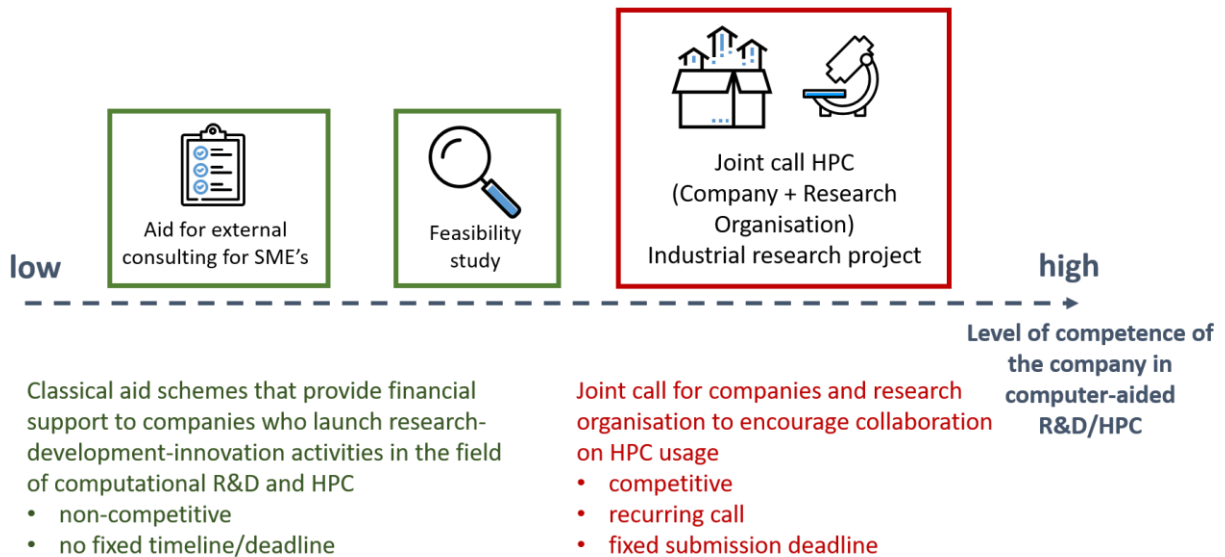 Aid for external
consulting for SME's
Feasibility
study
Joint call HPC
(Company + Research
Organisation)
Industrial research project
low
high
Level of competence of
the company in
computer-aided
R&D/HPC
Classical aid schemes that provide financial
support to companies who launch research-
development-innovation activities in the field
of computational R&D and HPC
• non-competitive
• no fixed timeline/deadline
Joint call for companies and research
organisation to encourage collaboration
on HPC usage
• competitive
• recurring call
• fixed submission deadline